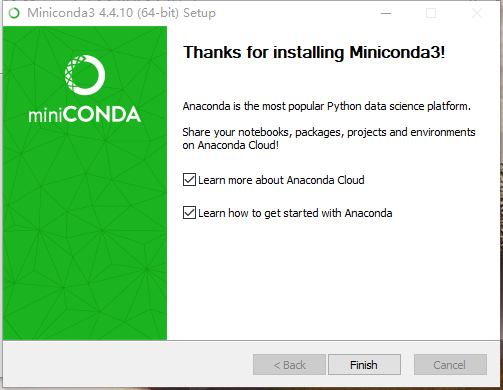 Miniconda3 4.4.10 (64-bit) Setup
miniCONDA
Thanks for installing Miniconda3!
Anaconda is the most popular Python data science platform.
Share your notebooks, packages, projects and environments
on Anaconda Cloud!
Learn more about Anaconda Cloud
Learn how to get started with Anaconda
< Back
Finish
Cancel